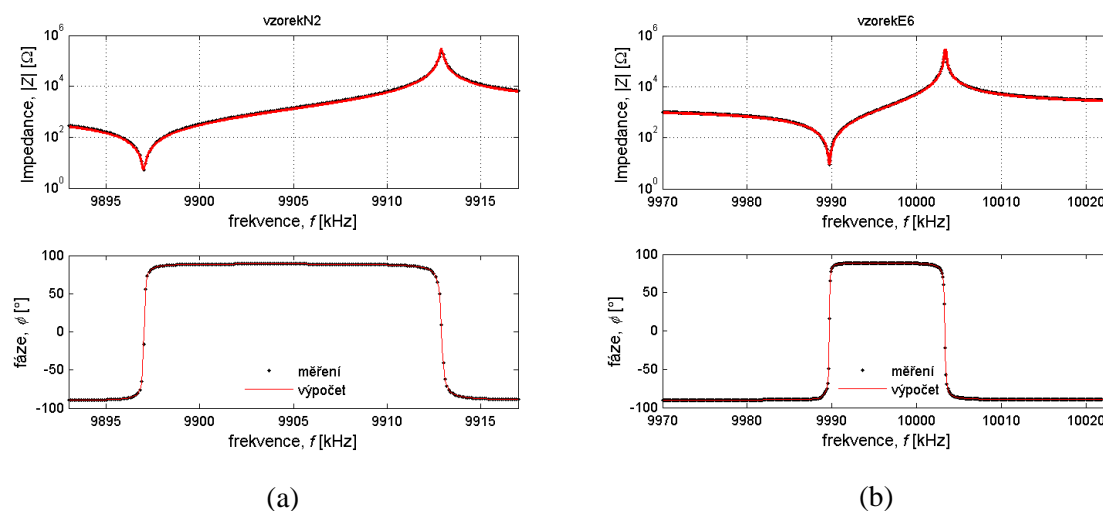 vzorekN2
10^6
10^4
10^2
10^0
Impedance, |Z| [Ω]
9895 9900 9905 9910 9915
frekvence, f [kHz]
100
50
0
-50
-100
fáze, ϕ [°]
měření
výpočet
9895 9900 9905 9910 9915
frekvence, f [kHz]
(a)
vzorekE6
10^6
10^4
10^2
10^0
Impedance, |Z| [Ω]
9970 9980 9990 10000 10010 10020
frekvence, f [kHz]
100
50
0
-50
-100
fáze, ϕ [°]
měření
výpočet
9970 9980 9990 10000 10010 10020
frekvence, f [kHz]
(b)